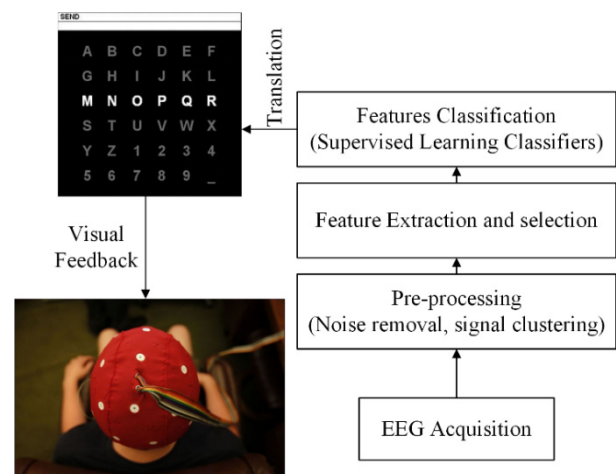 SEND
A B C D E F
G H I J K L
M N O P Q R
S T U V W X
Y Z 1 2 3 4
5 6 7 8 9 _
Translation
Visual
Feedback
Features Classification
(Supervised Learning Classifiers)
Feature Extraction and selection
Pre-processing
(Noise removal, signal clustering)
EEG Acquisition